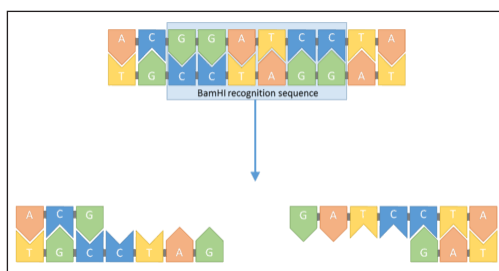 A C G G A T C C T A
T G C C T A G G A T
BamHI recognition sequence
A C G
T G C C T A G
G A T C C T A
G A T